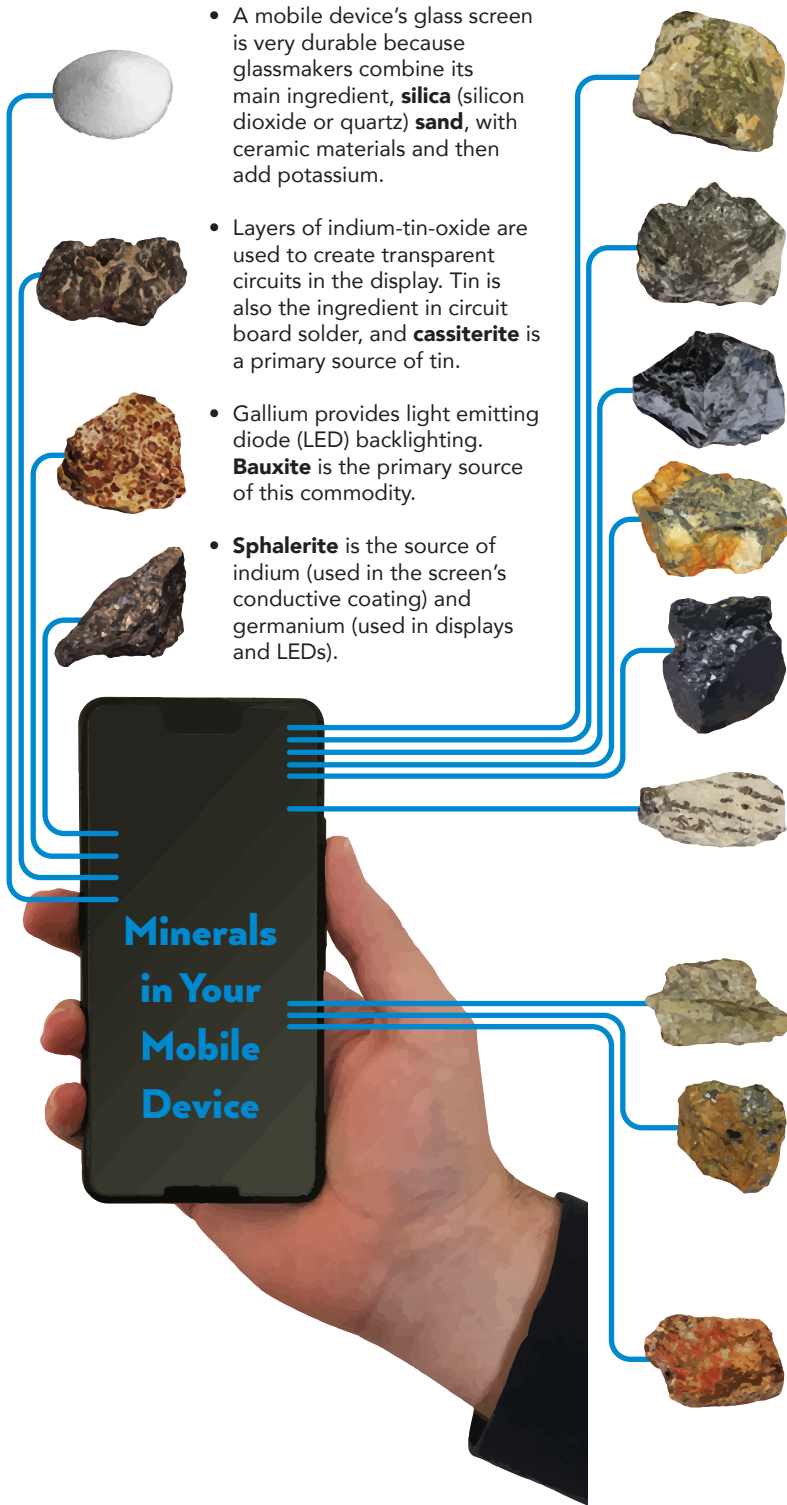 • A mobile device's glass screen
is very durable because
glassmakers combine its
main ingredient, silica (silicon
dioxide or quartz) sand, with
ceramic materials and then
add potassium.
• Layers of indium-tin-oxide are
used to create transparent
circuits in the display. Tin is
also the ingredient in circuit
board solder, and cassiterite is
a primary source of tin.
• Gallium provides light emitting
diode (LED) backlighting.
Bauxite is the primary source
of this commodity.
• Sphalerite is the source of
indium (used in the screen's
conductive coating) and
germanium (used in displays
and LEDs).
Minerals
in Your
Mobile
Device